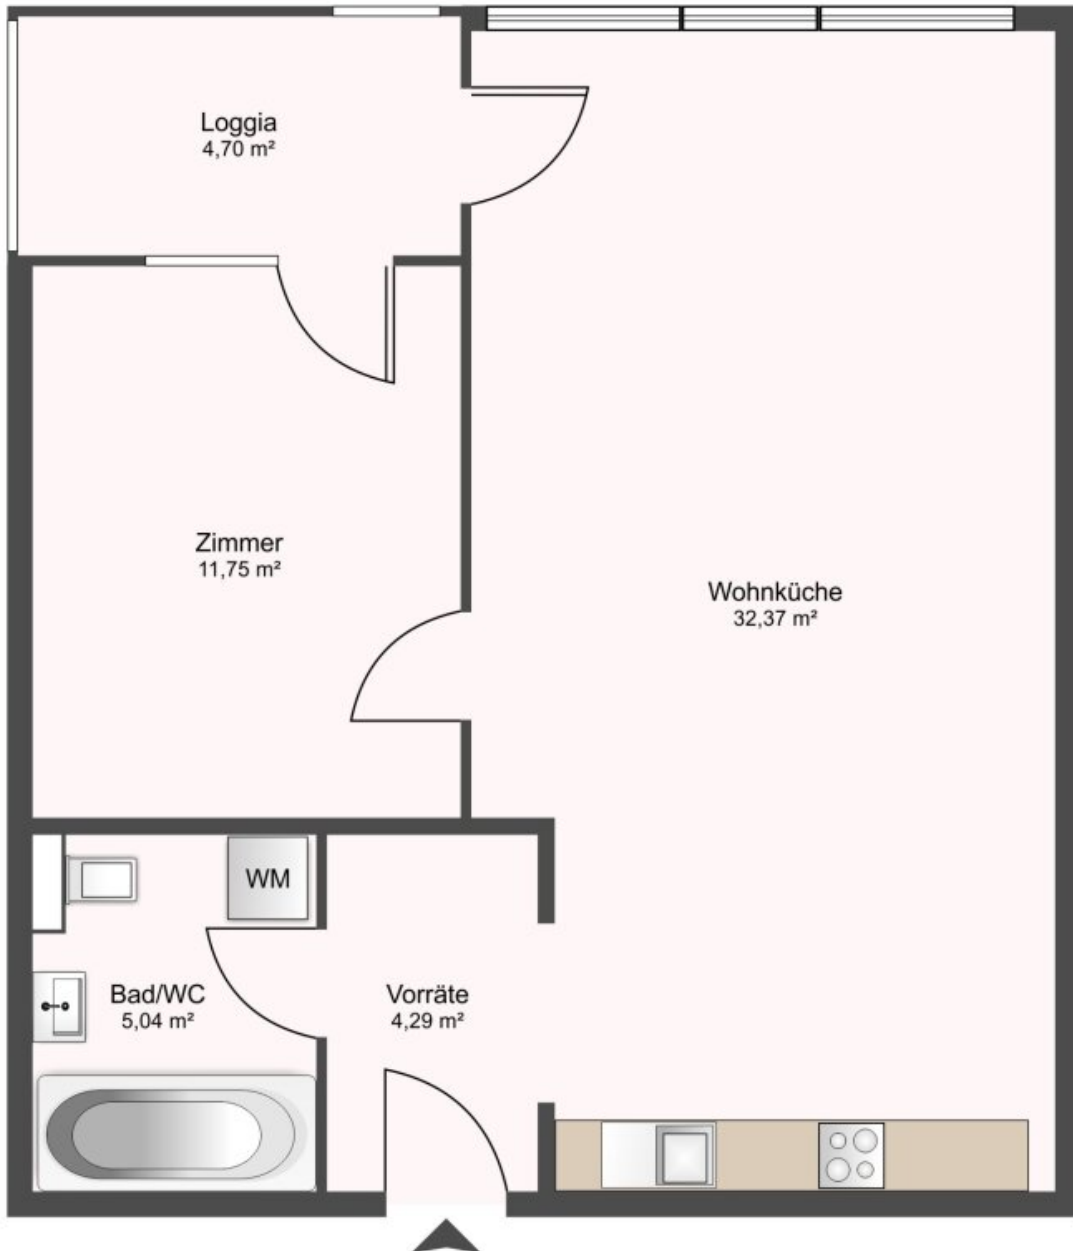 Loggia
4,70 m²
Zimmer
11,75 m²
Wohnküche
32,37 m²
WM
Bad/WC
5,04 m²
Vorräte
4,29 m²